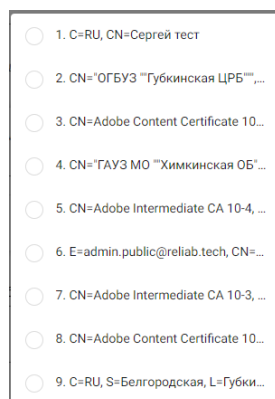 1. C=RU, CN=Сергей тест
2. CN="ОГБУЗ ""Губкинская ЦРБ""",...
3. CN=Adobe Content Certificate 10...
4. CN="ГАУЗ МО ""Химкинская ОБ"...
5. CN=Adobe Intermediate CA 10-4, ...
6. E=admin.public@reliab.tech, CN=...
7. CN=Adobe Intermediate CA 10-3, ...
8. CN=Adobe Content Certificate 10...
9. C=RU, S=Белгородская, L=Губки...